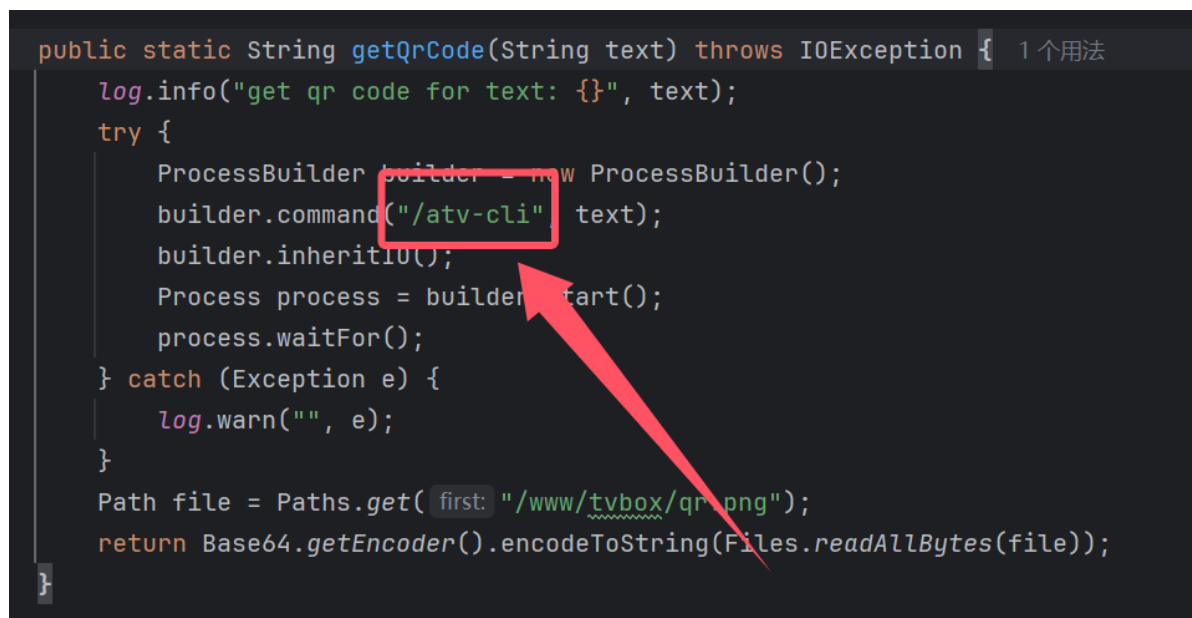 public static String getQrCode(String text) throws IOException { 1 个用法
log.info("get qr code for text: {}", text);
try {
ProcessBuilder builder = new ProcessBuilder();
builder.command("/atv-cli", text);
builder.inheritIO();
Process process = builder.start();
process.waitFor();
} catch (Exception e) {
log.warn("", e);
}
Path file = Paths.get( first: "/www/tvbox/qr.png");
return Base64.getEncoder().encodeToString(Files.readAllBytes(file));
}